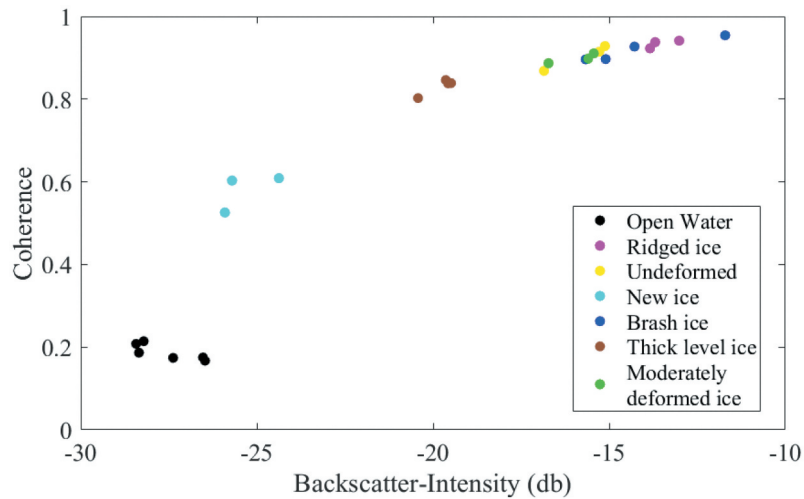 1
0.8
0.6
0.4
0.2
0
Coherence
-30
-25
-20
-15
-10
Backscatter-Intensity (db)
Open Water
Ridged ice
Undeformed
New ice
Brash ice
Thick level ice
Moderately
deformed ice